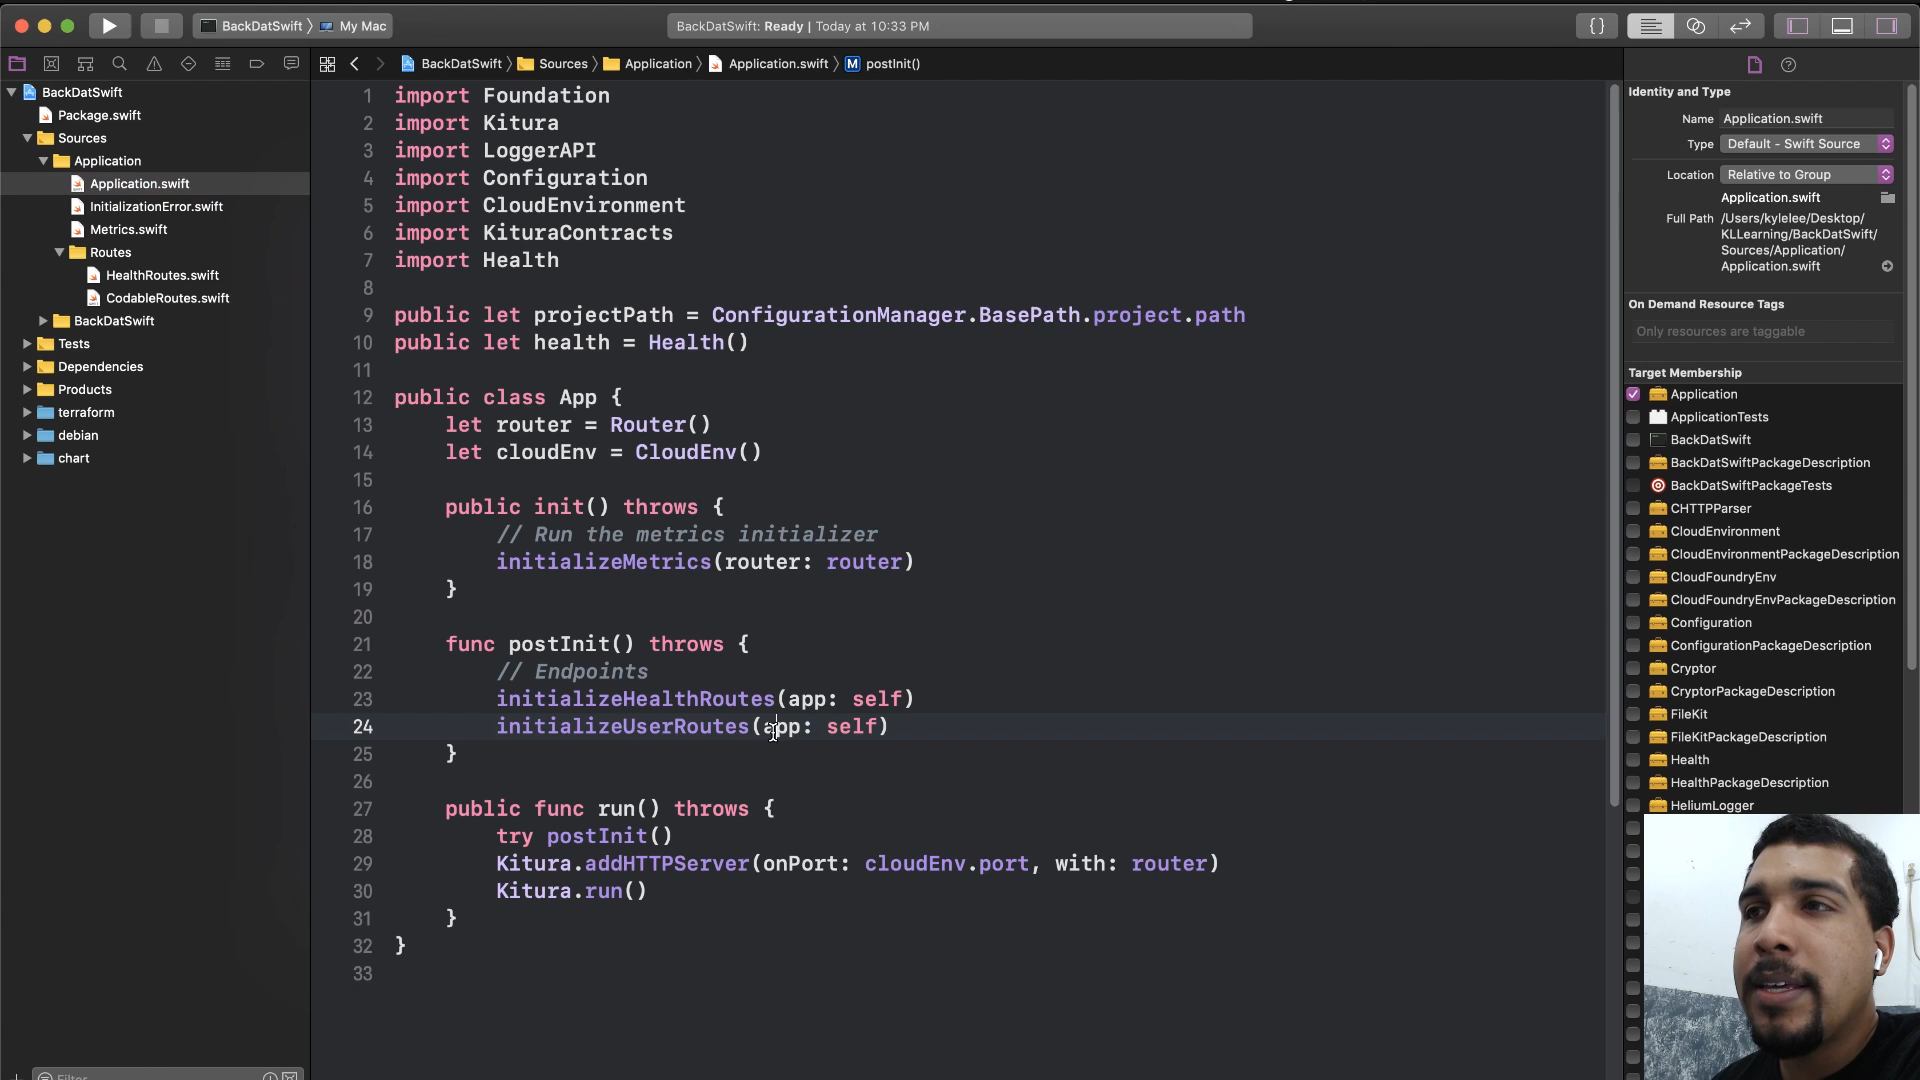 BackDatSwift My Mac
BackDatSwift: Ready | Today at 10:33 PM
{}
BackDatSwift Sources Application Application.swift M postInit()
BackDatSwift
Package.swift
Sources
Application
Application.swift
InitializationError.swift
Metrics.swift
Routes
HealthRoutes.swift
CodableRoutes.swift
BackDatSwift
Tests
Dependencies
Products
terraform
debian
chart
Filter
1 import Foundation
2 import Kitura
3 import LoggerAPI
4 import Configuration
5 import CloudEnvironment
6 import KituraContracts
7 import Health
8
9 public let projectPath = ConfigurationManager.BasePath.project.path
10 public let health = Health()
11
12 public class App {
13 let router = Router()
14 let cloudEnv = CloudEnv()
15
16 public init() throws {
17 // Run the metrics initializer
18 initializeMetrics(router: router)
19 }
20
21 func postInit() throws {
22 // Endpoints
23 initializeHealthRoutes(app: self)
24 initializeUserRoutes(app: self)
25 }
26
27 public func run() throws {
28 try postInit()
29 Kitura.addHTTPServer(onPort: cloudEnv.port, with: router)
30 Kitura.run()
31 }
32 }
33
Identity and Type
Name Application.swift
Type Default - Swift Source
Location Relative to Group
Application.swift
Full Path /Users/kylelee/Desktop/
KLLearning/BackDatSwift/
Sources/Application/
Application.swift
On Demand Resource Tags
Only resources are taggable
Target Membership
Application
ApplicationTests
BackDatSwift
BackDatSwiftPackageDescription
BackDatSwiftPackageTests
CHTTPParser
CloudEnvironment
CloudEnvironmentPackageDescription
CloudFoundryEnv
CloudFoundryEnvPackageDescription
Configuration
ConfigurationPackageDescription
Cryptor
CryptorPackageDescription
FileKit
FileKitPackageDescription
Health
HealthPackageDescription
HeliumLogger